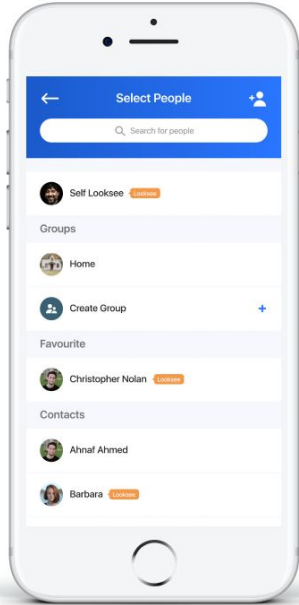 Select People
Search for people
Self Looksee Looksee
Groups
Home
Create Group +
Favourite
Christopher Nolan Looksee
Contacts
Ahnaf Ahmed
Barbara Looksee